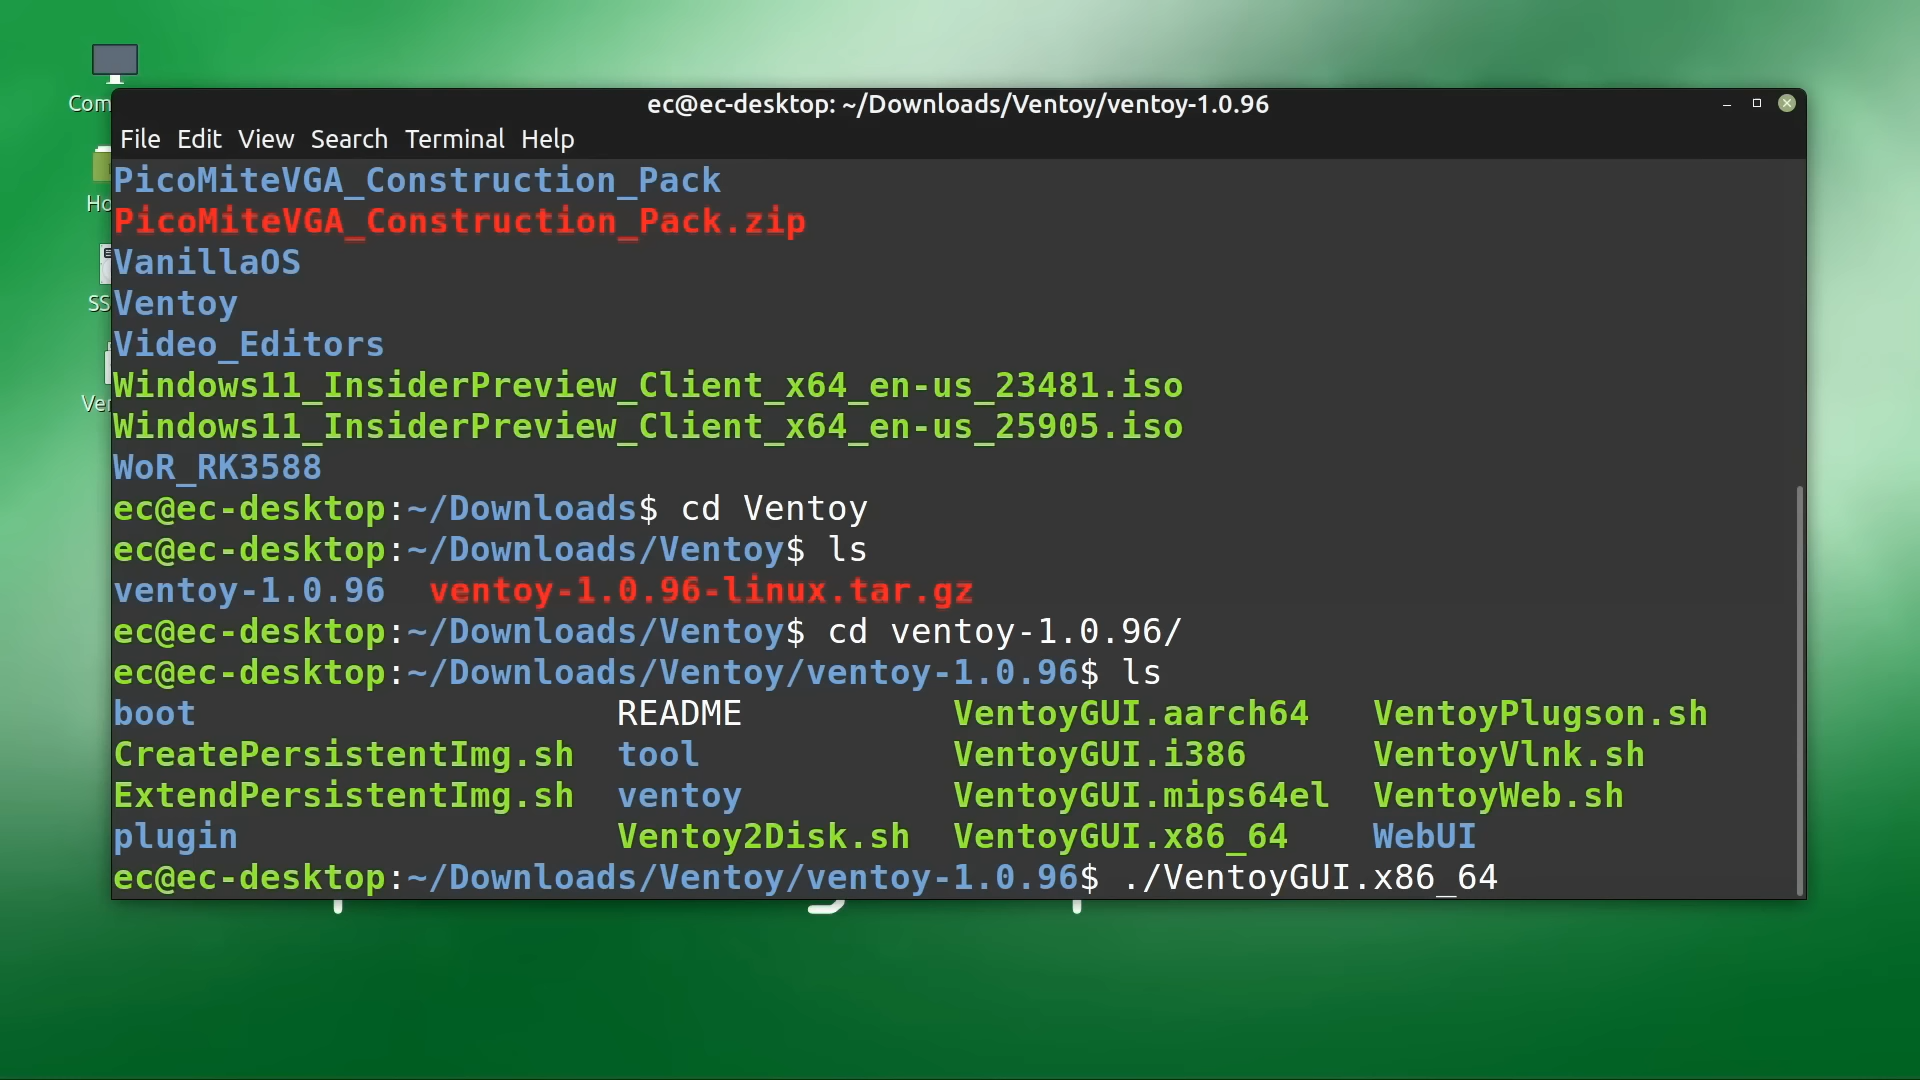 ec@ec-desktop: ~/Downloads/Ventoy/ventoy-1.0.96
File Edit View Search Terminal Help
PicoMiteVGA_Construction_Pack
PicoMiteVGA_Construction_Pack.zip
VanillaOS
Ventoy
Video_Editors
Windows11_InsiderPreview_Client_x64_en-us_23481.iso
Windows11_InsiderPreview_Client_x64_en-us_25905.iso
WoR_RK3588
ec@ec-desktop:~/Downloads$ cd Ventoy
ec@ec-desktop:~/Downloads/Ventoy$ ls
ventoy-1.0.96 ventoy-1.0.96-linux.tar.gz
ec@ec-desktop:~/Downloads/Ventoy$ cd ventoy-1.0.96/
ec@ec-desktop:~/Downloads/Ventoy/ventoy-1.0.96$ ls
boot README VentoyGUI.aarch64 VentoyPlugson.sh
CreatePersistentImg.sh tool VentoyGUI.i386 VentoyVlnk.sh
ExtendPersistentImg.sh ventoy VentoyGUI.mips64el VentoyWeb.sh
plugin Ventoy2Disk.sh VentoyGUI.x86_64 WebUI
ec@ec-desktop:~/Downloads/Ventoy/ventoy-1.0.96$ ./VentoyGUI.x86_64